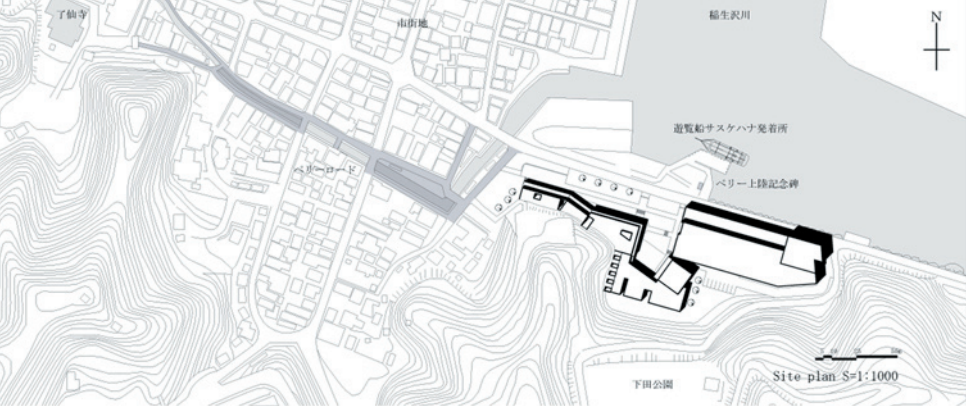 了仙寺
市街地
稲生沢川
N
遊覧船サスケハナ発着所
ペリーロード
ペリー上陸記念碑
Site plan S=1:1000
下田公園